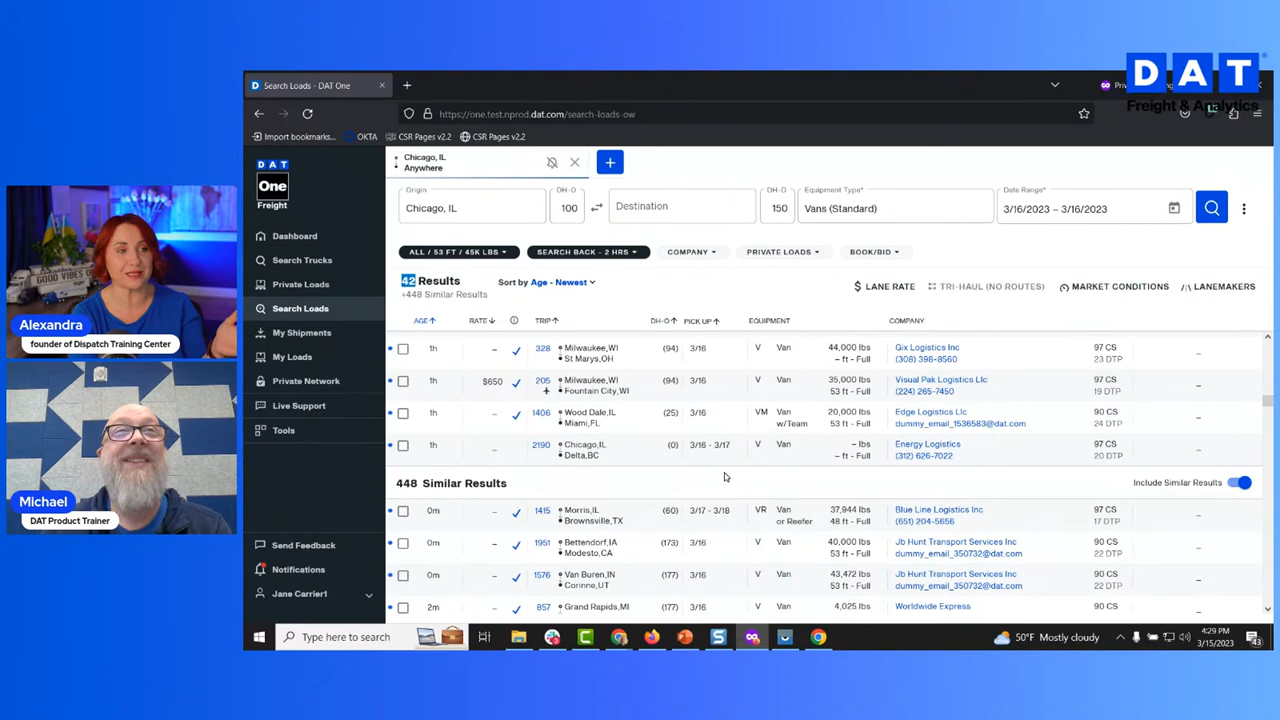 DAT
Freight & Analytics
Search Loads - DAT One
https://one.test.nprod.dat.com/search-loads-ow
Import bookmarks...
OKTA
CSR Pages v2.2
CSR Pages v2.2
DAT
One
Freight
Dashboard
Search Trucks
Private Loads
Search Loads
My Shipments
My Loads
Private Network
Live Support
Tools
Send Feedback
Notifications
Jane Carrier1
Chicago, IL
Anywhere
Origin
Chicago, IL
DH-O
100
Destination
DH-D
150
Equipment Type*
Vans (Standard)
Date Range*
3/16/2023 – 3/16/2023
ALL / 53 FT / 45K LBS
SEARCH BACK - 2 HRS
COMPANY
PRIVATE LOADS
BOOK/BID
42 Results
+448 Similar Results
Sort by Age - Newest
$ LANE RATE
TRI-HAUL (NO ROUTES)
MARKET CONDITIONS
LANEMAKERS
AGE RATE TRIP DH-O PICK UP EQUIPMENT COMPANY
1h – 328 Milwaukee,WI (94) 3/16 V Van 44,000 lbs Gix Logistics Inc 97 CS –
St Marys,OH – ft - Full (308) 398-8560 23 DTP
1h $650 205 Milwaukee,WI (94) 3/16 V Van 35,000 lbs Visual Pak Logistics Llc 97 CS –
Fountain City,WI 53 ft - Full (224) 265-7450 53 DTP
1h – 1406 Wood Dale,IL (25) 3/16 VM Van 20,000 lbs Edge Logistics Llc 90 CS –
Miami,FL w/Team 53 ft - Full dummy_email_1536583@dat.com 24 DTP
1h 2190 Chicago,IL (0) 3/16 - 3/17 V Van – lbs Energy Logistics 97 CS –
Delta,BC – ft - Full (312) 626-7022 20 DTP
448 Similar Results
Include Similar Results
0m – 1415 Morris,IL (60) 3/17 - 3/18 VR Van 37,944 lbs Blue Line Logistics Inc 97 CS –
Brownsville,TX or Reefer 48 ft - Full (651) 204-5656 17 DTP
0m – 1951 Bettendorf,IA (173) 3/16 V Van 40,000 lbs Jb Hunt Transport Services Inc 90 CS –
Modesto,CA 53 ft - Full dummy_email_350732@dat.com 22 DTP
0m – 1576 Van Buren,IN (177) 3/16 V Van 43,472 lbs Jb Hunt Transport Services Inc 90 CS –
Corinne,UT 53 ft - Full dummy_email_350732@dat.com 22 DTP
2m – 857 Grand Rapids,MI (177) 3/16 V Van 4,025 lbs Worldwide Express 90 CS –
Type here to search
50°F Mostly cloudy
4:29 PM
3/15/2023
43
GOOD VIBES
Alexandra
founder of Dispatch Training Center
Michael
DAT Product Trainer